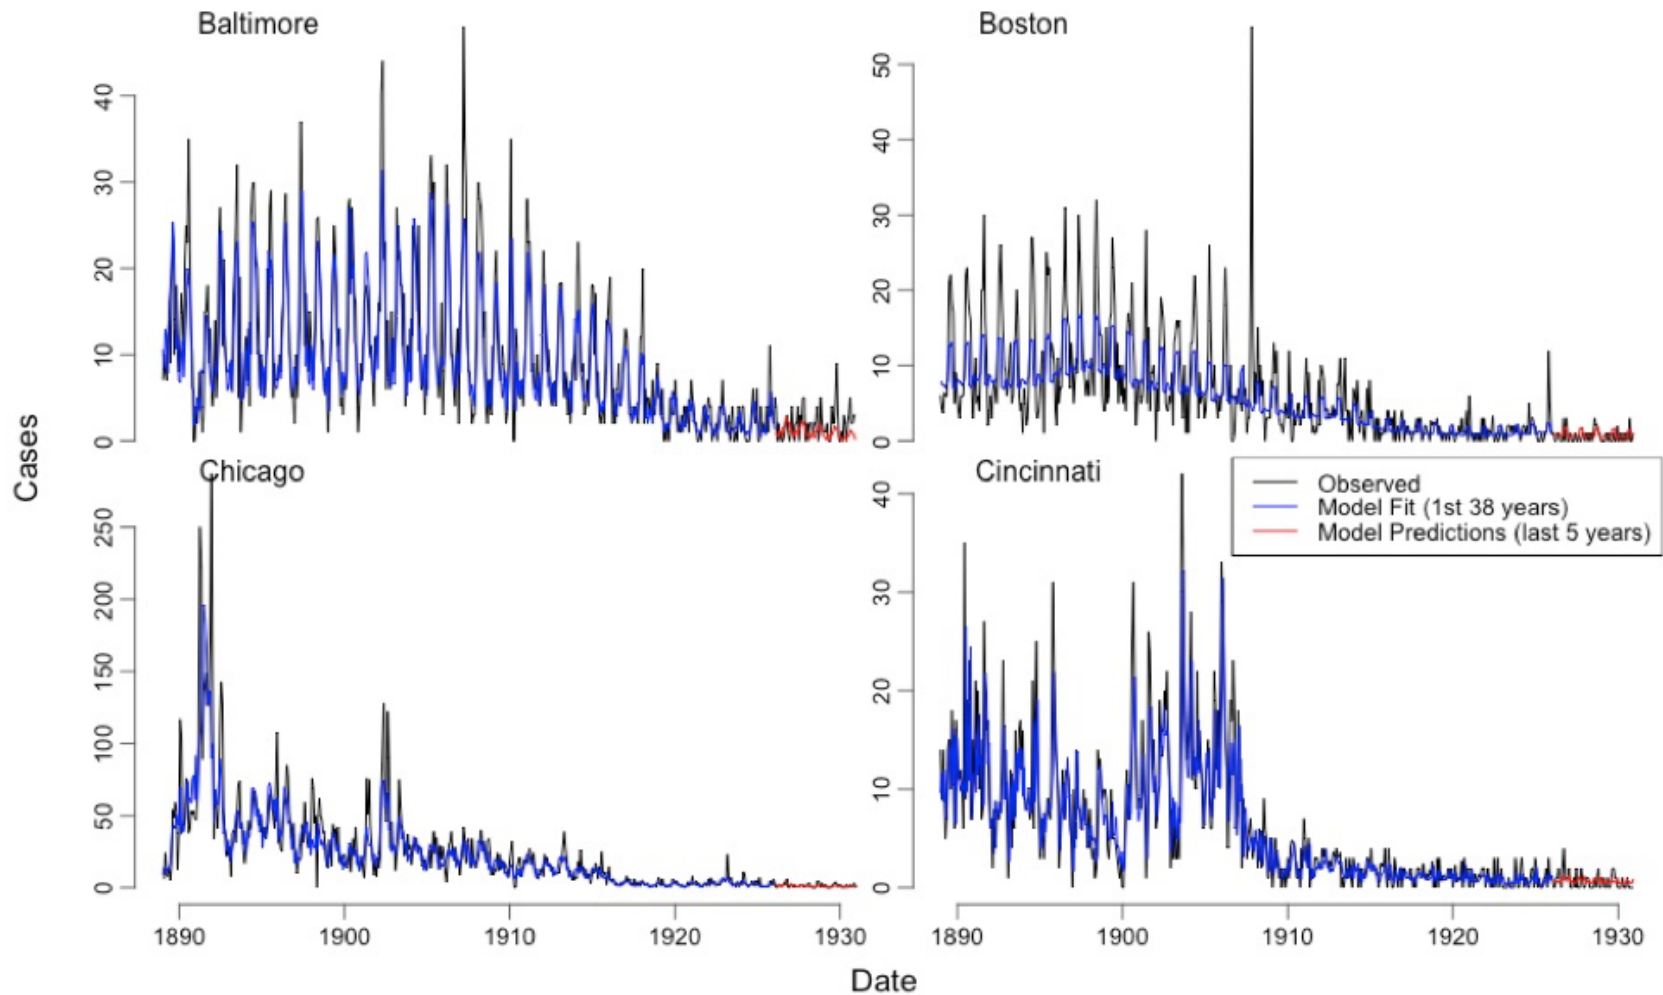 Baltimore
Boston
40
30
20
10
0
50
40
30
20
10
0
Cases
Chicago
Cincinnati
Observed
Model Fit (1st 38 years)
Model Predictions (last 5 years)
250
200
150
100
50
0
40
30
20
10
0
1890 1900 1910 1920 1930
1890 1900 1910 1920 1930
Date